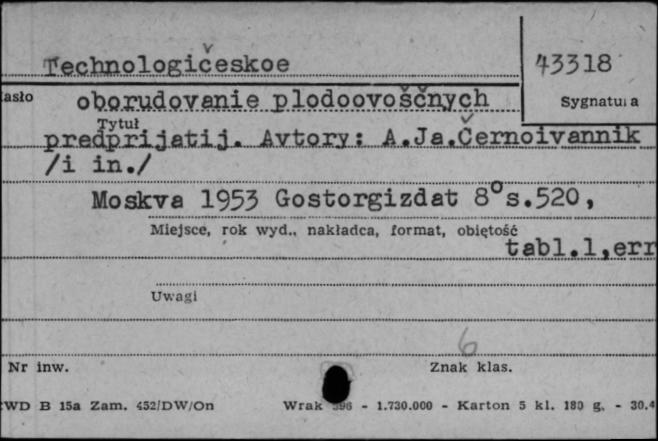 Technologičeskoe 43318
asło oborudovanie plodoovoščnych Sygnatura
Tytuł
predprijatij. Avtory: A.Ja.Černoivannik
/i in./
Moskva 1953 Gostorgizdat 8°s.520,
Miejsce, rok wyd., nakładca, format, objętość
tabl.1,err
Uwagi
6
Nr inw. Znak klas.
WD B 15a Zam. 452/DW/On Wrak 396 - 1.730.000 - Karton 5 kl. 180 g. - 30.4